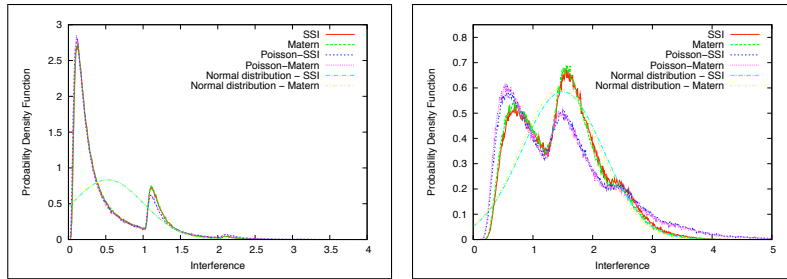 Probability Density Function
3
2.5
2
1.5
1
0.5
0
0 0.5 1 1.5 2 2.5 3 3.5 4
Interference
SSI
Matern
Poisson-SSI
Poisson-Matern
Normal distribution - SSI
Normal distribution - Matern
Probability Density Function
0.8
0.7
0.6
0.5
0.4
0.3
0.2
0.1
0
0 1 2 3 4 5
Interference
SSI
Matern
Poisson-SSI
Poisson-Matern
Normal distribution - SSI
Normal distribution - Matern